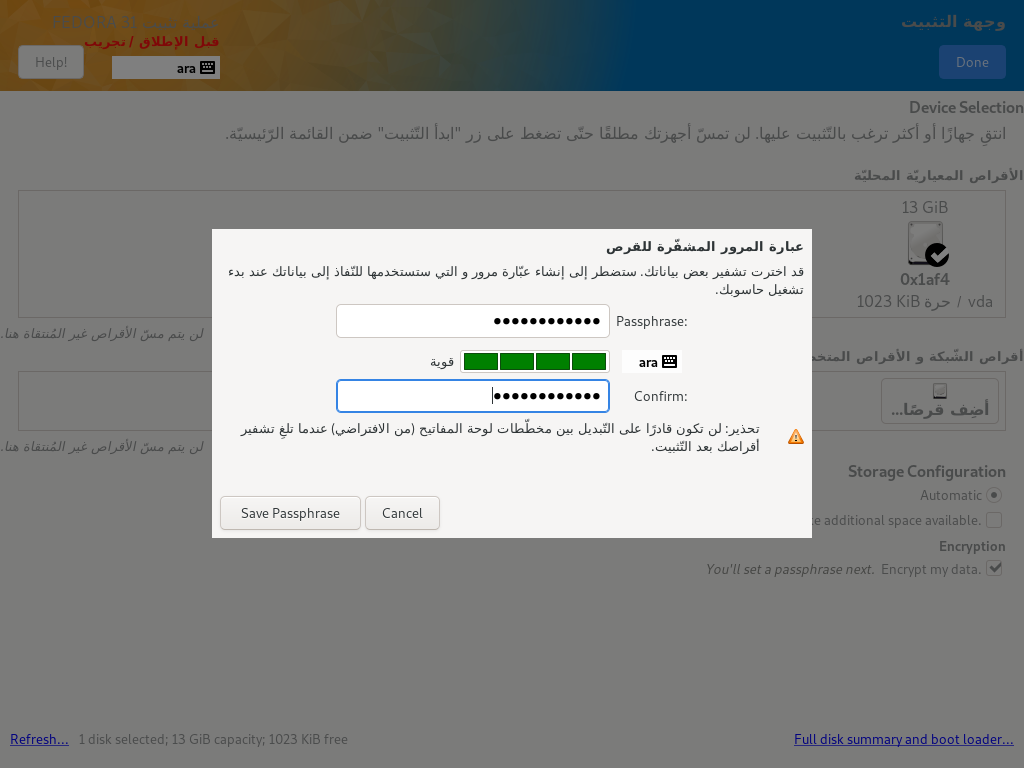 وجهة التثبيت
FEDORA 31
Done
قبل الإطلاق / تجريب
ara
Help!
Device Selection
انتقِ جهازًا أو أكثر ترغب بالتّثبيت عليها. لن تمسّ أجهزتك مطلقًا حتّى تضغط على زر "ابدأ التّثبيت" ضمن القائمة الرّئيسيّة.
الأقراص المعياريّة المحليّة
13 GiB
0x1af4
vda / 1023 KiB حرة
لن يتم مسّ الأقراص غير المُنتقاة هنا.
أقراص الشّبكة و الأقراص المتخص
أضِف قرصًا...
لن يتم مسّ الأقراص غير المُنتقاة هنا.
Storage Configuration
Automatic
additional space available.
Encryption
Encrypt my data. You'll set a passphrase next.
عبارة المرور المشفّرة للقرص
قد اخترت تشفير بعض بياناتك. ستضطر إلى إنشاء عبّارة مرور و التي ستستخدمها للنّفاذ إلى بياناتك عند بدء
تشغيل حاسوبك.
Passphrase: ●●●●●●●●●●●●
ara قوية
Confirm: ●●●●●●●●●●●●
تحذير: لن تكون قادرًا على التّبديل بين مخطّطات لوحة المفاتيح (من الافتراضي) عندما تلغِ تشفير
أقراصك بعد التّثبيت.
Save Passphrase Cancel
Refresh... 1 disk selected; 13 GiB capacity; 1023 KiB free
Full disk summary and boot loader...